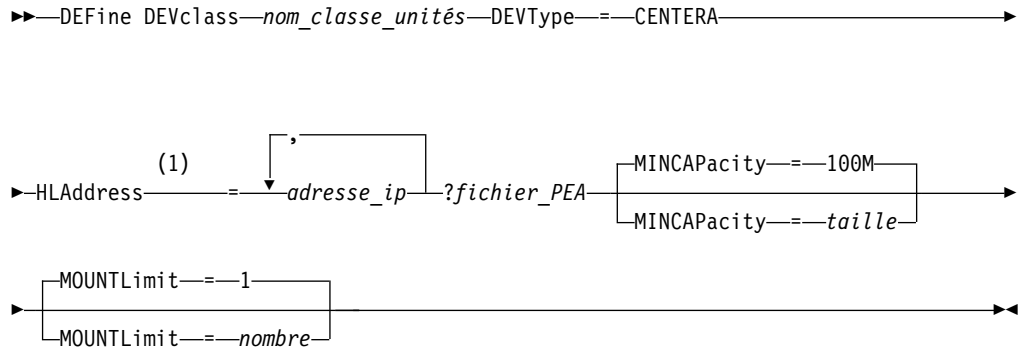 DEFine DEVclass nom_classe_unités DEVType = CENTERA
,
(1)
HLAddress = adresse_ip ?fichier_PEA
MINCAPacity = 100M
MINCAPacity = taille
MOUNTLimit = 1
MOUNTLimit = nombre